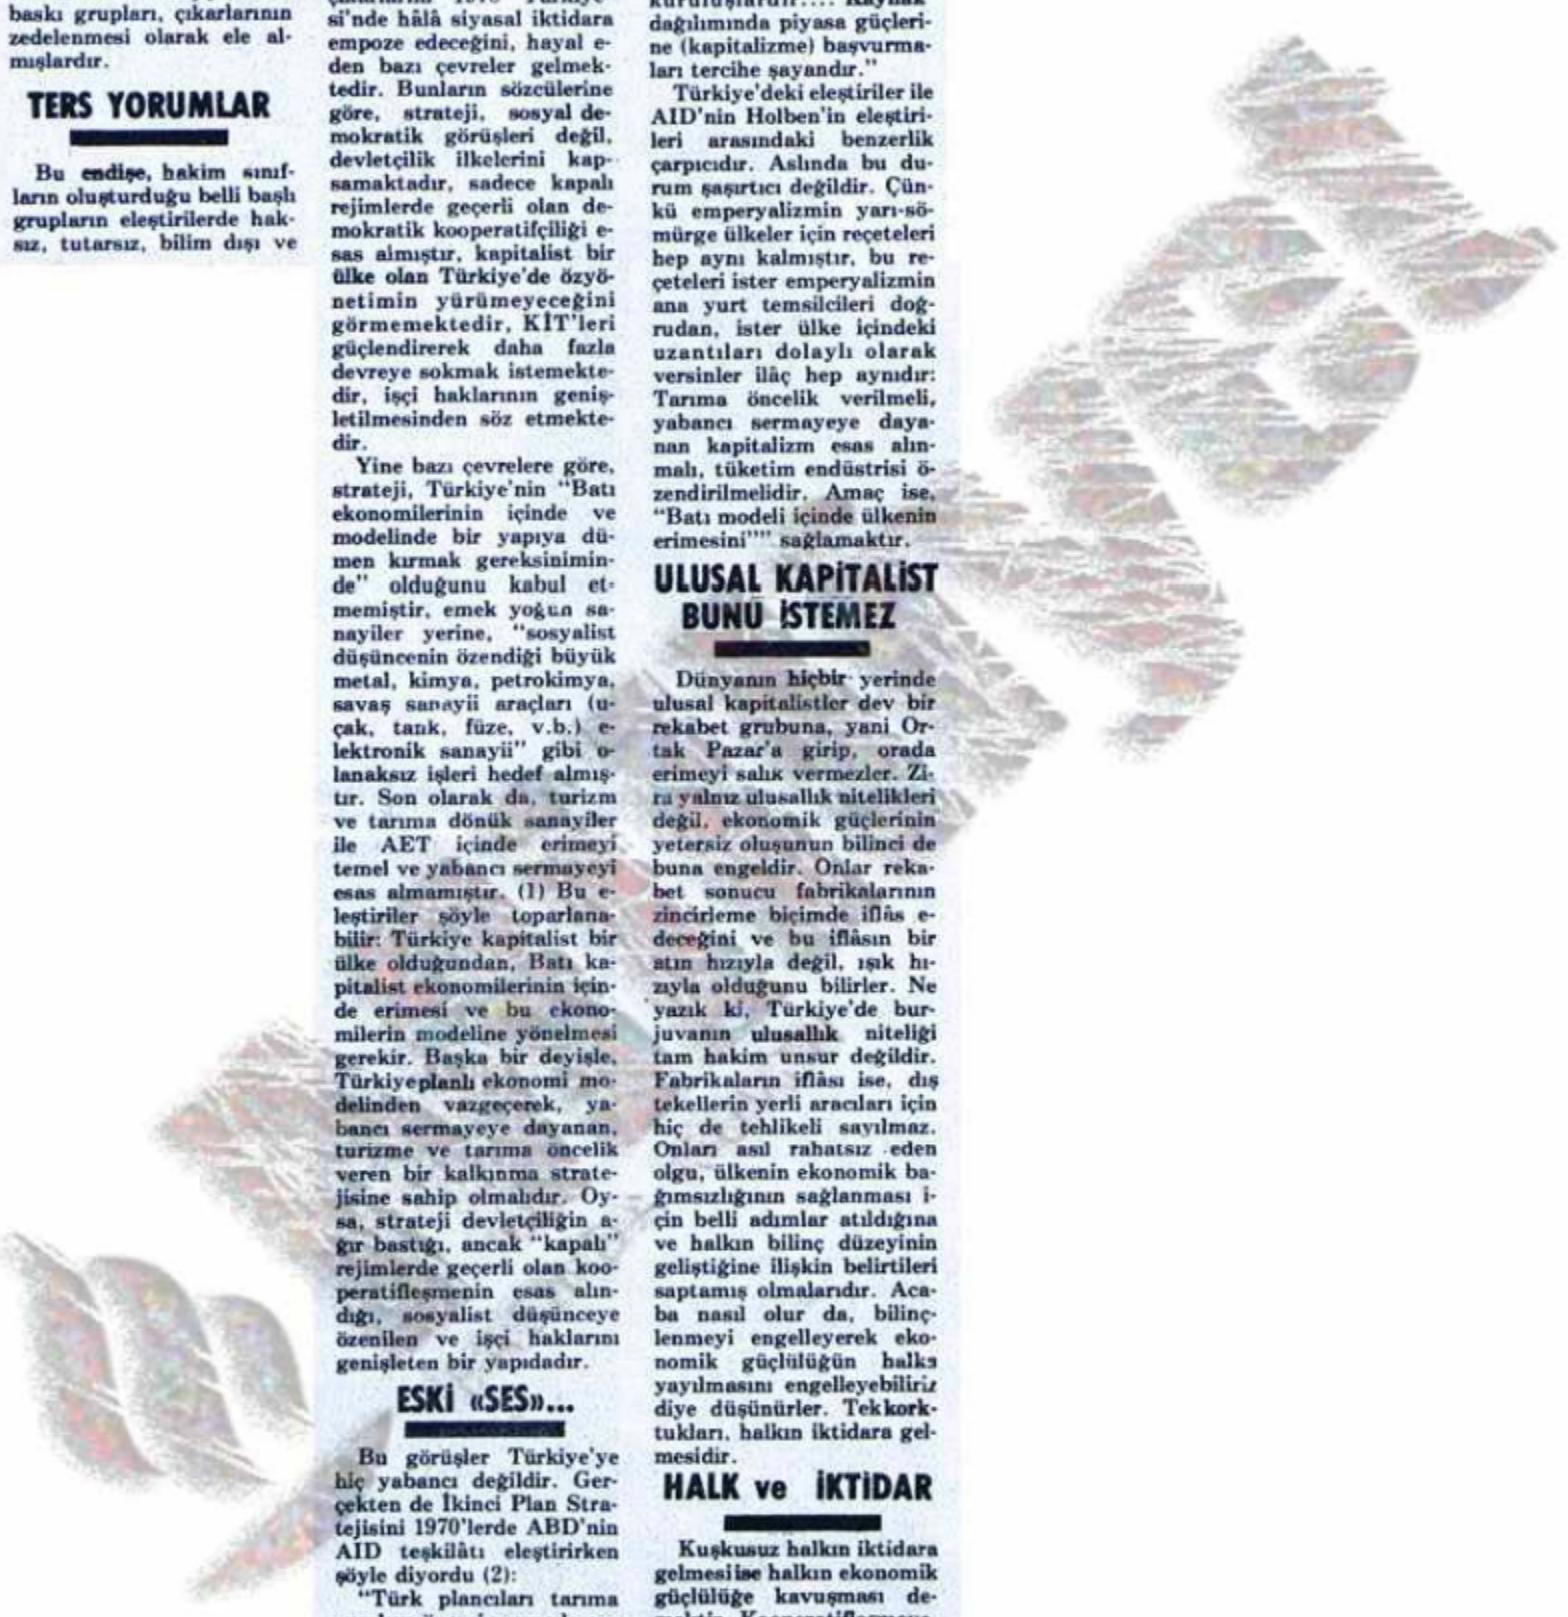 baskı grupları, çıkarlarının
zedelenmesi olarak ele al-
mışlardır.
TERS YORUMLAR
Bu endişe, hakim sınıf-
ların oluşturduğu belli başlı
grupların eleştirilerde hak-
sız, tutarsız, bilim dışı ve
si'nde hâlâ siyasal iktidara
empoze edeceğini, hayal e-
den bazı çevreler gelmek-
tedir. Bunların sözcülerine
göre, strateji, sosyal de-
mokratik görüşleri değil,
devletçilik ilkelerini kap-
samaktadır, sadece kapalı
rejimlerde geçerli olan de-
mokratik kooperatifçiliği e-
sas almıştır, kapitalist bir
ülke olan Türkiye'de özyö-
netimin yürümeyeceğini
görmemektedir, KİT'leri
güçlendirerek daha fazla
devreye sokmak istemekte-
dir, işçi haklarının geniş-
letilmesinden söz etmekte-
dir.
Yine bazı çevrelere göre,
strateji, Türkiye'nin "Batı
ekonomilerinin içinde ve
modelinde bir yapıya dü-
men kırmak gereksinimin-
de" olduğunu kabul et-
memiştir, emek yoğun sa-
nayiler yerine, "sosyalist
düşüncenin özendiği büyük
metal, kimya, petrokimya,
savaş sanayii araçları (u-
çak, tank, füze, v.b.) e-
lektronik sanayii" gibi o-
lanaksız işleri hedef almış-
tır. Son olarak da, turizm
ve tarıma dönük sanayiler
ile AET içinde erimeyi
temel ve yabancı sermayeyi
esas almamıştır. (1) Bu e-
leştiriler şöyle toparlana-
bilir: Türkiye kapitalist bir
ülke olduğundan, Batı ka-
pitalist ekonomilerinin için-
de erimesi ve bu ekono-
milerin modeline yönelmesi
gerekir. Başka bir deyişle,
Türkiyeplanlı ekonomi mo-
delinden vazgeçerek, ya-
bancı sermayeye dayanan,
turizme ve tarıma öncelik
veren bir kalkınma strate-
jisine sahip olmalıdır. Oy-
sa, strateji devletçiliğin a-
ğır bastığı, ancak "kapalı"
rejimlerde geçerli olan koo-
peratifleşmenin esas alın-
dığı, sosyalist düşünceye
özenilen ve işçi haklarını
genişleten bir yapıdadır.
ESKİ «SES»...
Bu görüşler Türkiye'ye
hiç yabancı değildir. Ger-
çekten de İkinci Plan Stra-
tejisini 1970'lerde ABD'nin
AID teşkilâtı eleştirirken
şöyle diyordu (2):
"Türk plancıları tarıma
dağılımında piyasa güçleri-
ne (kapitalizme) başvurma-
ları tercihe şayandır."
Türkiye'deki eleştiriler ile
AID'nin Holben'in eleştiri-
leri arasındaki benzerlik
çarpıcıdır. Aslında bu du-
rum şaşırtıcı değildir. Çün-
kü emperyalizmin yarı-sö-
mürge ülkeler için reçeteleri
hep aynı kalmıştır, bu re-
çeteleri ister emperyalizmin
ana yurt temsilcileri doğ-
rudan, ister ülke içindeki
uzantıları dolaylı olarak
versinler ilâç hep aynıdır:
Tarıma öncelik verilmeli,
yabancı sermayeye daya-
nan kapitalizm esas alın-
malı, tüketim endüstrisi ö-
zendirilmelidir. Amaç ise,
"Batı modeli içinde ülkenin
erimesini"" sağlamaktır.
ULUSAL KAPİTALİST
BUNU İSTEMEZ
Dünyanın hiçbir yerinde
ulusal kapitalistler dev bir
rekabet grubuna, yani Or-
tak Pazar'a girip, orada
erimeyi salık vermezler. Zi-
ra yalnız ulusallık nitelikleri
değil, ekonomik güçlerinin
yetersiz oluşunun bilinci de
buna engeldir. Onlar reka-
bet sonucu fabrikalarının
zincirleme biçimde iflâs e-
deceğini ve bu iflâsın bir
atın hızıyla değil, ışık hı-
zıyla olduğunu bilirler. Ne
yazık ki, Türkiye'de bur-
juvanın ulusallık niteliği
tam hakim unsur değildir.
Fabrikaların iflâsı ise, dış
tekellerin yerli aracıları için
hiç de tehlikeli sayılmaz.
Onları asıl rahatsız eden
olgu, ülkenin ekonomik ba-
ğımsızlığının sağlanması i-
çin belli adımlar atıldığına
ve halkın bilinç düzeyinin
geliştiğine ilişkin belirtileri
saptamış olmalarıdır. Aca-
ba nasıl olur da, bilinç-
lenmeyi engelleyerek eko-
nomik güçlülüğün halka
yayılmasını engelleyebiliriz
diye düşünürler. Tek kork-
tukları, halkın iktidara gel-
mesidir.
HALK ve İKTİDAR
Kuşkusuz halkın iktidara
gelmesi ise halkın ekonomik
güçlülüğe kavuşması de-